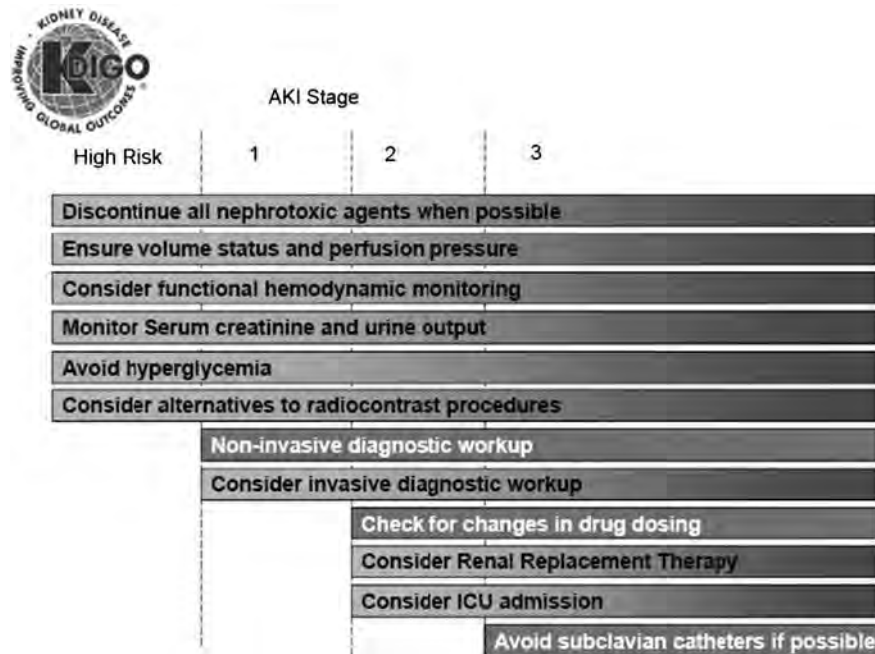 KIDNEY DISEASE
IMPROVING GLOBAL OUTCOMES
KDIGO
®
AKI Stage
High Risk 1 2 3
Discontinue all nephrotoxic agents when possible
Ensure volume status and perfusion pressure
Consider functional hemodynamic monitoring
Monitor Serum creatinine and urine output
Avoid hyperglycemia
Consider alternatives to radiocontrast procedures
Non-invasive diagnostic workup
Consider invasive diagnostic workup
Check for changes in drug dosing
Consider Renal Replacement Therapy
Consider ICU admission
Avoid subclavian catheters if possible